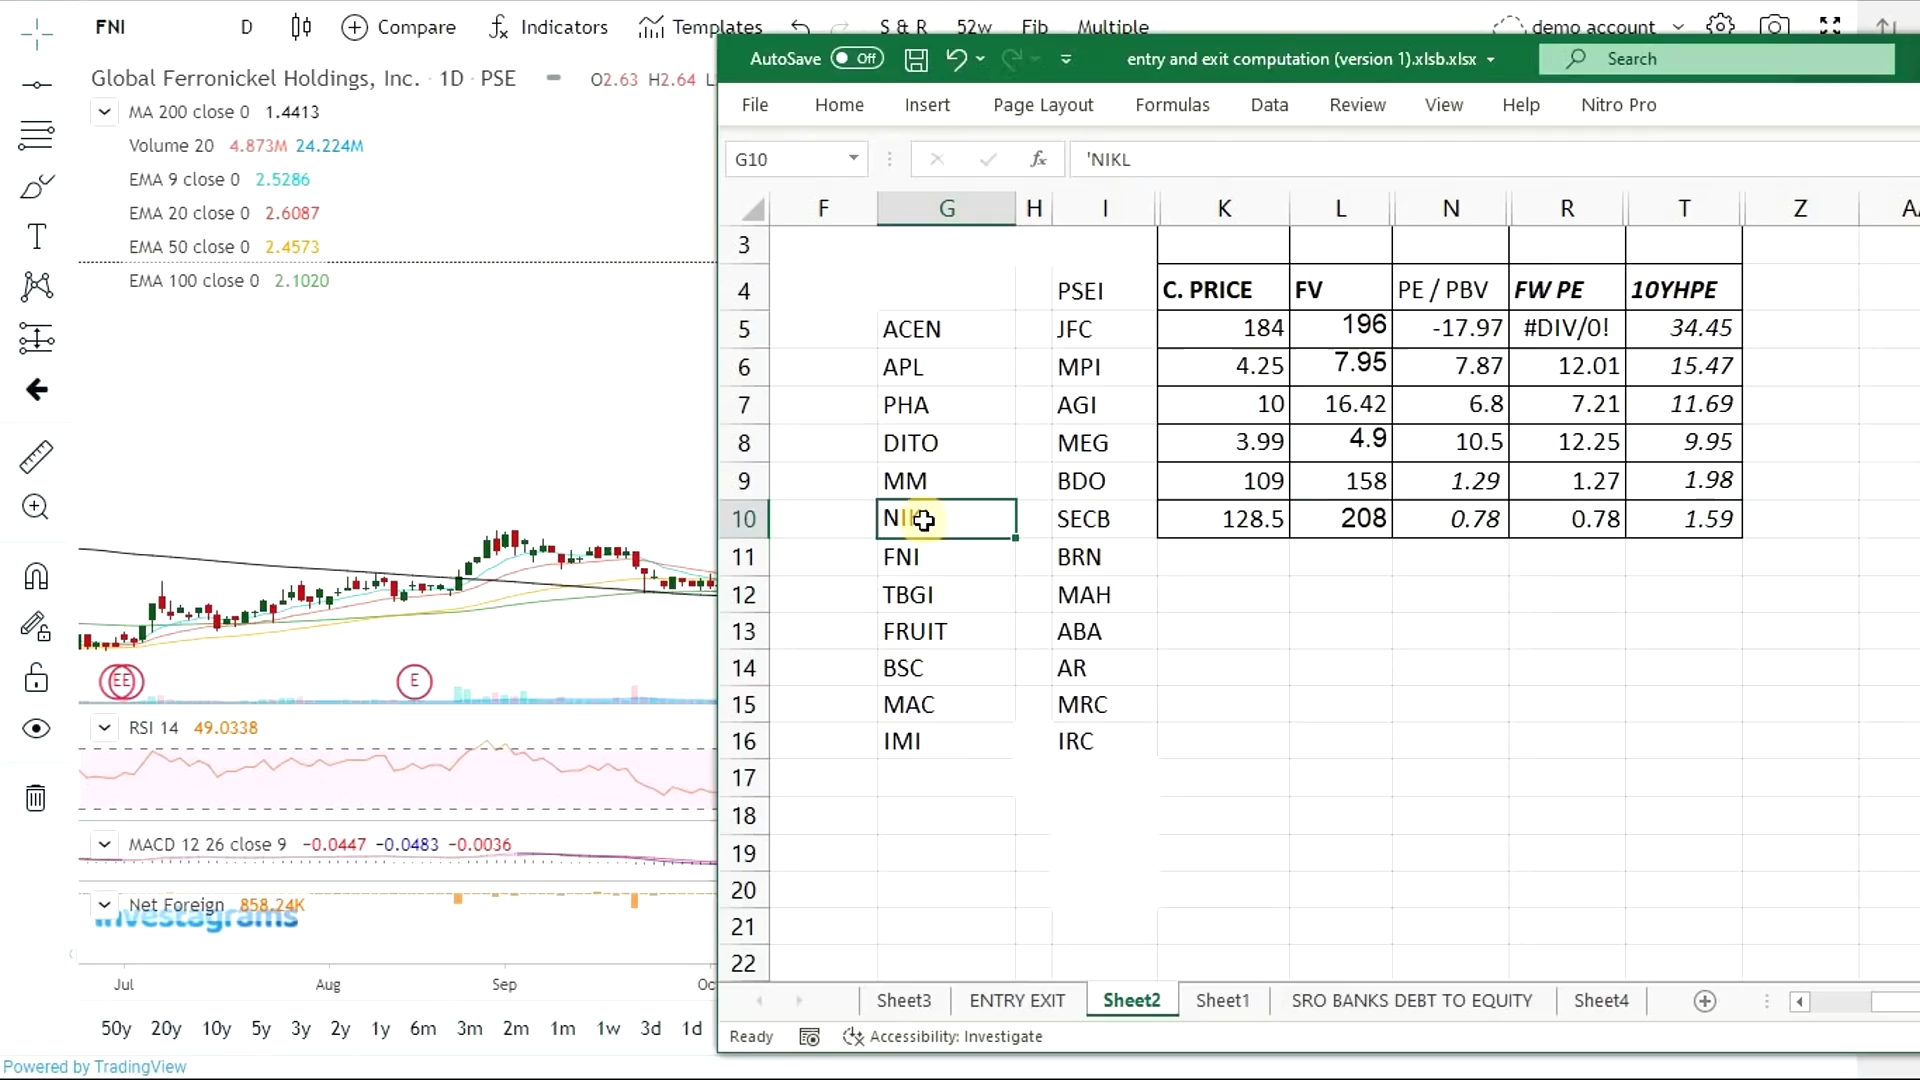 FNI D Compare Indicators Templates S & R 52w Fib Multiple demo account
Global Ferronickel Holdings, Inc. · 1D · PSE O2.63 H2.64
MA 200 close 0 1.4413
Volume 20 4.873M 24.224M
EMA 9 close 0 2.5286
EMA 20 close 0 2.6087
EMA 50 close 0 2.4573
EMA 100 close 0 2.1020
EE E
RSI 14 49.0338
MACD 12 26 close 9 −0.0447 −0.0483 −0.0036
Net Foreign 858.24K
Investagrams
Jul Aug Sep
50y 20y 10y 5y 3y 2y 1y 6m 3m 2m 1m 1w 3d 1d
Powered by TradingView
AutoSave Off entry and exit computation (version 1).xlsb.xlsx Search
File Home Insert Page Layout Formulas Data Review View Help Nitro Pro
G10 fx 'NIKL
F G H I K L N R T Z
3
4 PSEI C. PRICE FV PE / PBV FW PE 10YHPE
5 ACEN JFC 184 196 -17.97 #DIV/0! 34.45
6 APL MPI 4.25 7.95 7.87 12.01 15.47
7 PHA AGI 10 16.42 6.8 7.21 11.69
8 DITO MEG 3.99 4.9 10.5 12.25 9.95
9 MM BDO 109 158 1.29 1.27 1.98
10 NIKL SECB 128.5 208 0.78 0.78 1.59
11 FNI BRN
12 TBGI MAH
13 FRUIT ABA
14 BSC AR
15 MAC MRC
16 IMI IRC
17
18
19
20
21
22
Sheet3 ENTRY EXIT Sheet2 Sheet1 SRO BANKS DEBT TO EQUITY Sheet4
Ready Accessibility: Investigate